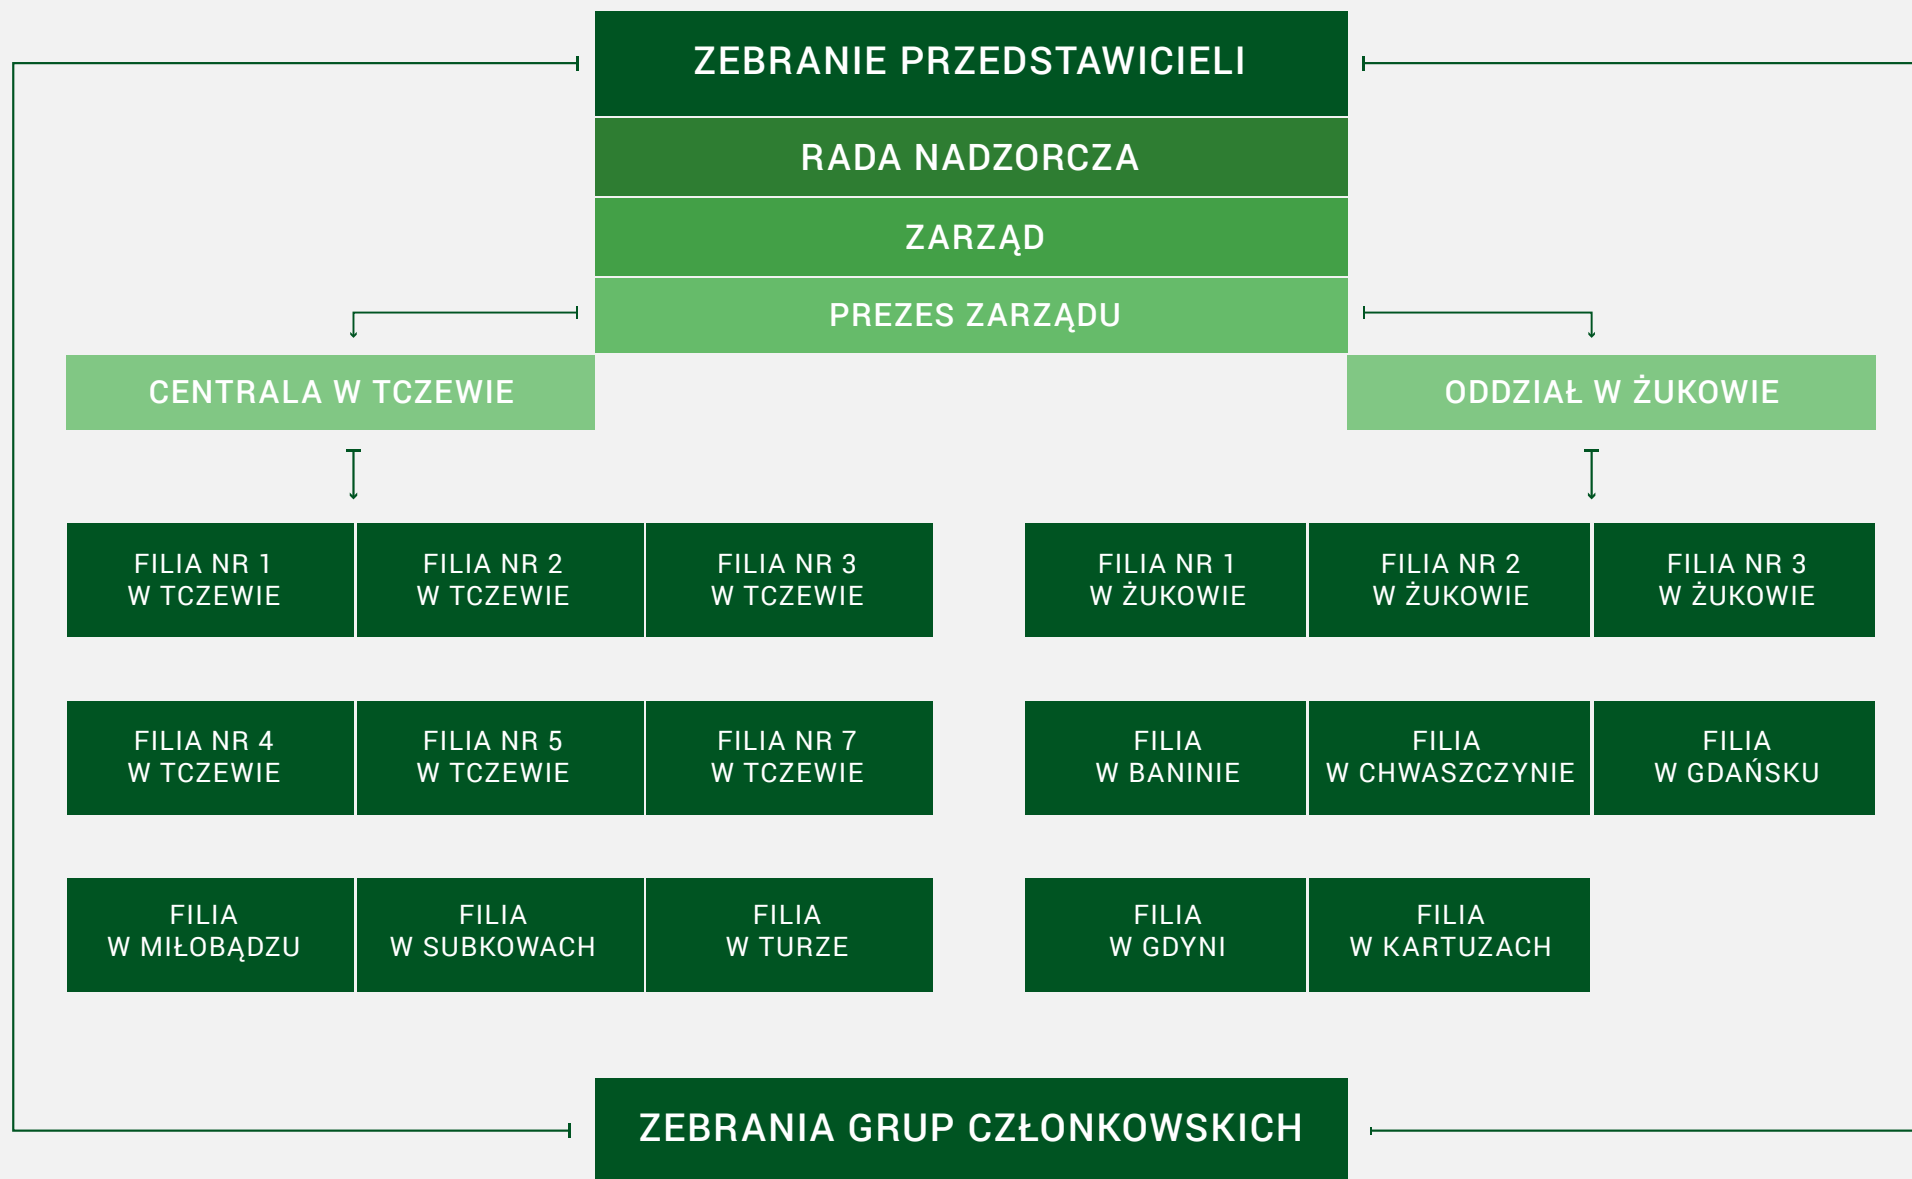 ZEBRANIE PRZEDSTAWICIELI
RADA NADZORCZA
ZARZĄD
PREZES ZARZĄDU
CENTRALA W TCZEWIE
ODDZIAŁ W ŻUKOWIE
FILIA NR 1
W TCZEWIE
FILIA NR 2
W TCZEWIE
FILIA NR 3
W TCZEWIE
FILIA NR 1
W ŻUKOWIE
FILIA NR 2
W ŻUKOWIE
FILIA NR 3
W ŻUKOWIE
FILIA NR 4
W TCZEWIE
FILIA NR 5
W TCZEWIE
FILIA NR 7
W TCZEWIE
FILIA
W BANINIE
FILIA
W CHWASZCZYNIE
FILIA
W GDAŃSKU
FILIA
W MIŁOBĄDZU
FILIA
W SUBKOWACH
FILIA
W TURZE
FILIA
W GDYNI
FILIA
W KARTUZACH
ZEBRANIA GRUP CZŁONKOWSKICH